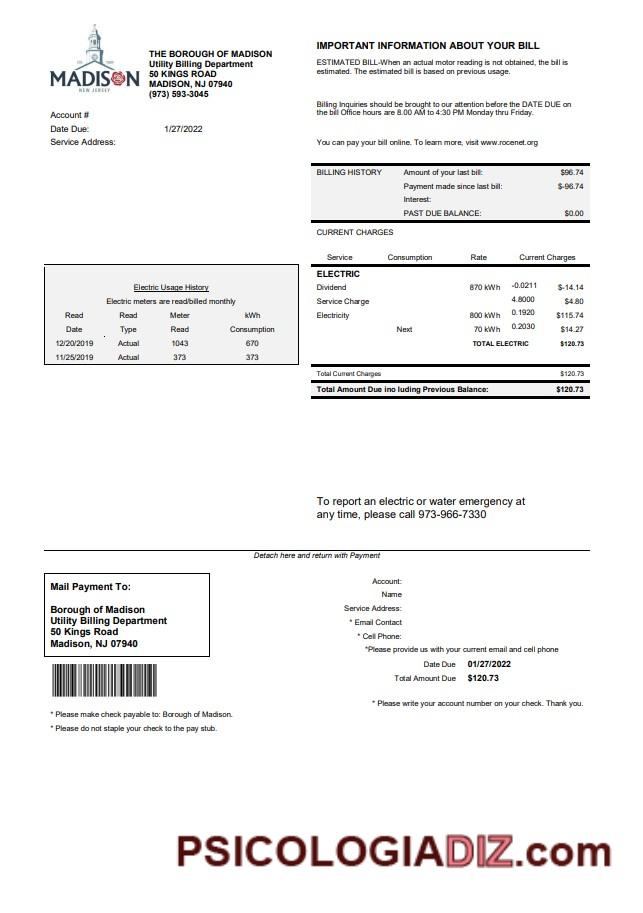 MADISON
NEW JERSEY
THE BOROUGH OF MADISON
Utility Billing Department
50 KINGS ROAD
MADISON, NJ 07940
(973) 593-3045
Account #
Date Due: 1/27/2022
Service Address:
IMPORTANT INFORMATION ABOUT YOUR BILL
ESTIMATED BILL-When an actual motor reading is not obtained, the bill is
estimated. The estimated bill is based on previous usage.
Billing Inquiries should be brought to our attention before the DATE DUE on
the bill Office hours are 8.00 AM to 4:30 PM Monday thru Friday.
You can pay your bill online. To learn more, visit www.rocenet.org
BILLING HISTORY Amount of your last bill: $96.74
Payment made since last bill: $-96.74
Interest:
PAST DUE BALANCE: $0.00
CURRENT CHARGES
Service Consumption Rate Current Charges
ELECTRIC
Dividend 870 kWh -0.0211 $-14.14
Service Charge 4.8000 $4.80
Electricity 800 kWh 0.1920 $115.74
Next 70 kWh 0.2030 $14.27
TOTAL ELECTRIC $120.73
Total Current Charges $120.73
Total Amount Due ino luding Previous Balance: $120.73
Electric Usage History
Electric meters are read/billed monthly
Read Read Meter kWh
Date Type Read Consumption
12/20/2019 Actual 1043 670
11/25/2019 Actual 373 373
To report an electric or water emergency at
any time, please call 973-966-7330
Detach here and return with Payment
Mail Payment To:
Borough of Madison
Utility Billing Department
50 Kings Road
Madison, NJ 07940
* Please make check payable to: Borough of Madison.
* Please do not staple your check to the pay stub.
Account:
Name
Service Address:
* Email Contact
* Cell Phone:
*Please provide us with your current email and cell phone
Date Due 01/27/2022
Total Amount Due $120.73
* Please write your account number on your check. Thank you.
PSICOLOGIADIZ.com